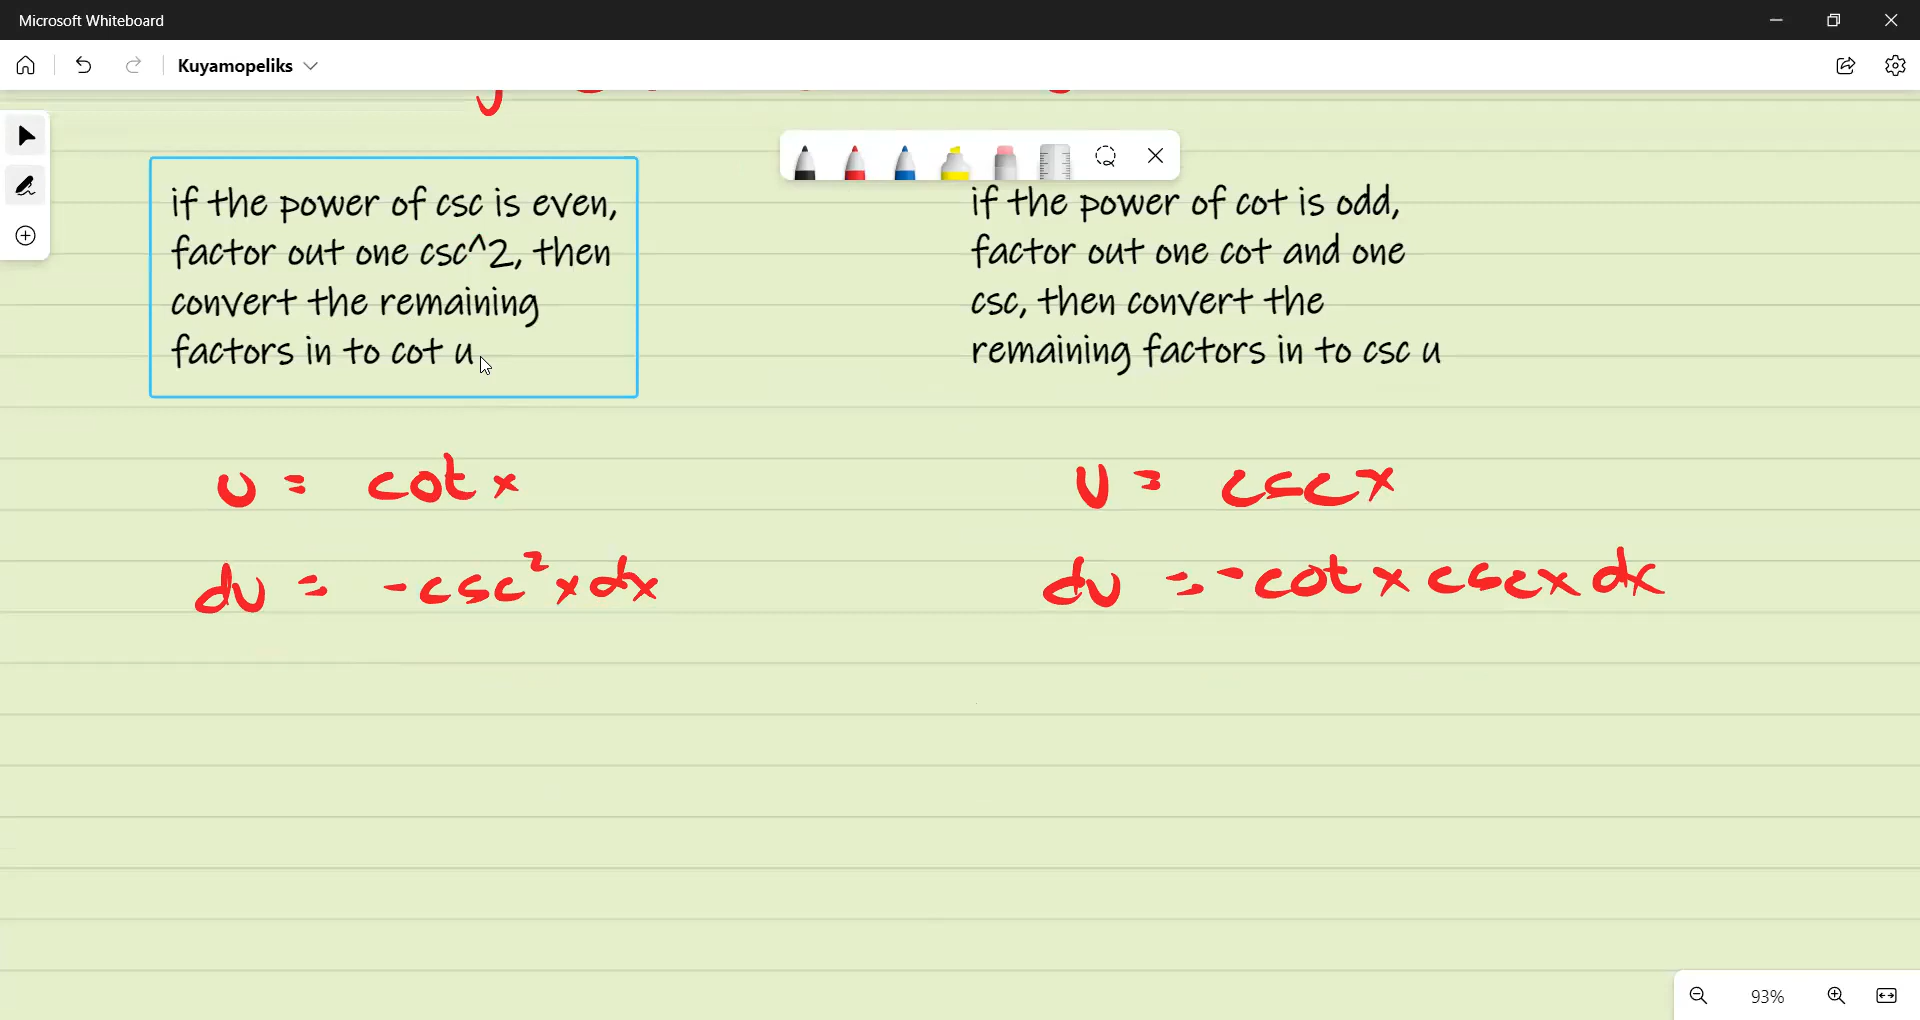 Microsoft Whiteboard
Kuyamopeliks
if the power of csc is even,
factor out one csc^2, then
convert the remaining
factors in to cot u
if the power of cot is odd,
factor out one cot and one
csc, then convert the
remaining factors in to csc u
u = cot x
du = -csc²x dx
u = csc x
du = -cot x csc x dx
93%